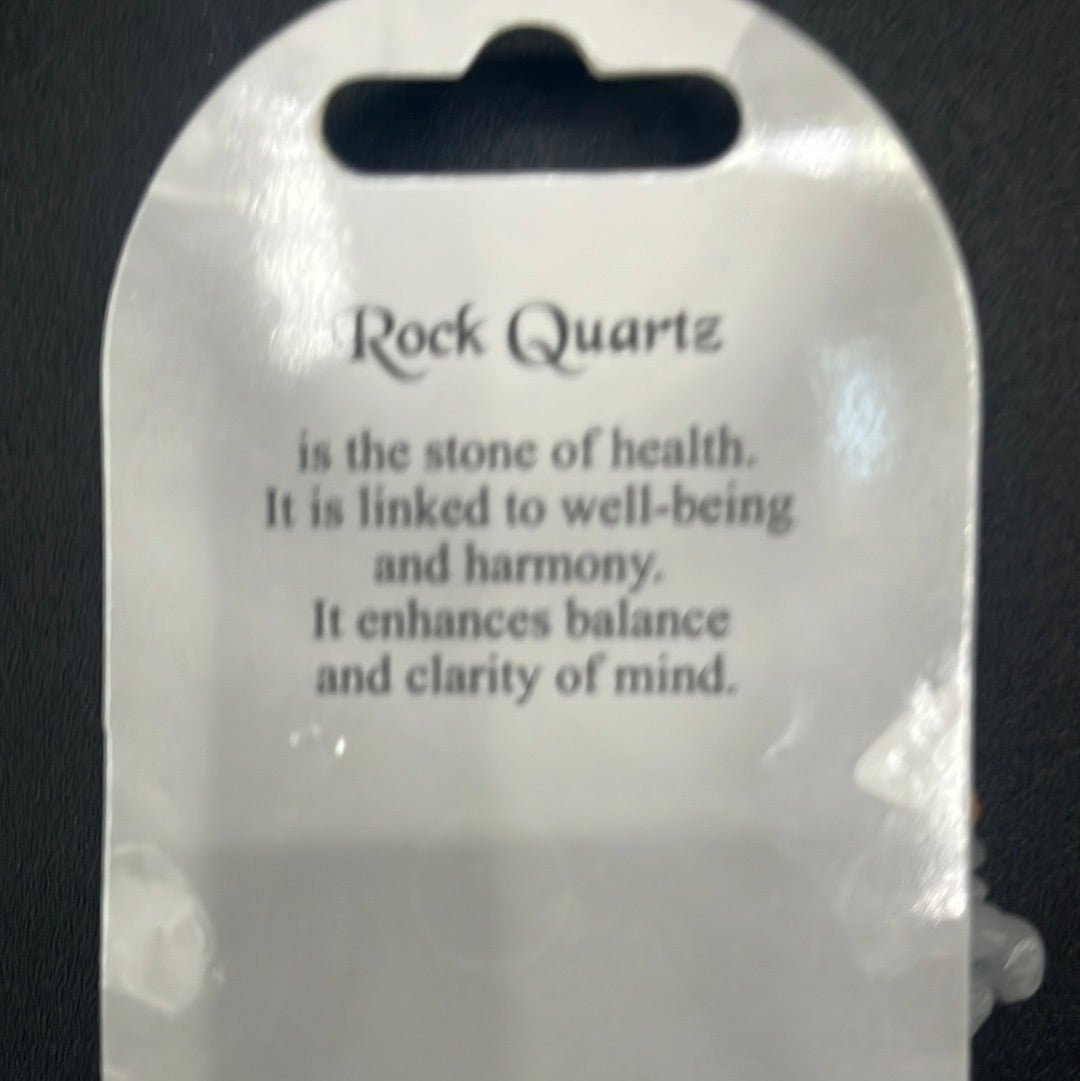 Rock Quartz
is the stone of health.
It is linked to well-being
and harmony.
It enhances balance
and clarity of mind.